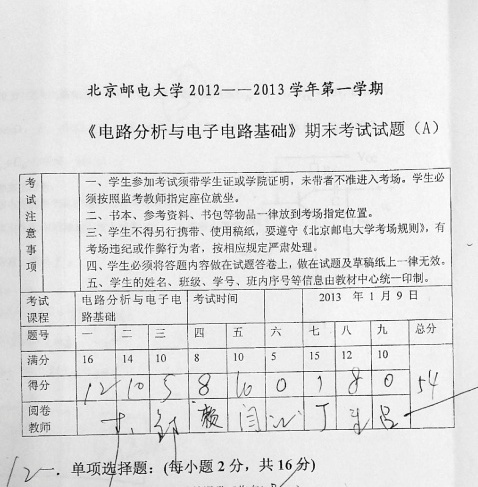 北京邮电大学2012——2013学年第一学期
《电路分析与电子电路基础》期末考试试题（A）
考试注意事项
一、学生参加考试须带学生证或学院证明，未带者不准进入考场。学生必
须按照监考教师指定座位就坐。
二、书本、参考资料、书包等物品一律放到考场指定位置。
三、学生不得另行携带、使用稿纸，要遵守《北京邮电大学考场规则》，有
考场违纪或作弊行为者，按相应规定严肃处理。
四、学生必须将答题内容做在试题答卷上，做在试题及草稿纸上一律无效。
五、学生的姓名、班级、学号、班内序号等信息由教材中心统一印制。
考试课程 电路分析与电子电路基础 考试时间 2013 年 1 月 9 日
题号 一 二 三 四 五 六 七 八 九 总分
满分 16 14 10 8 10 5 15 12 10
得分 12 10 5 8 10 0 1 8 0 54
阅卷教师
12 一．单项选择题：(每小题 2 分，共 16 分)